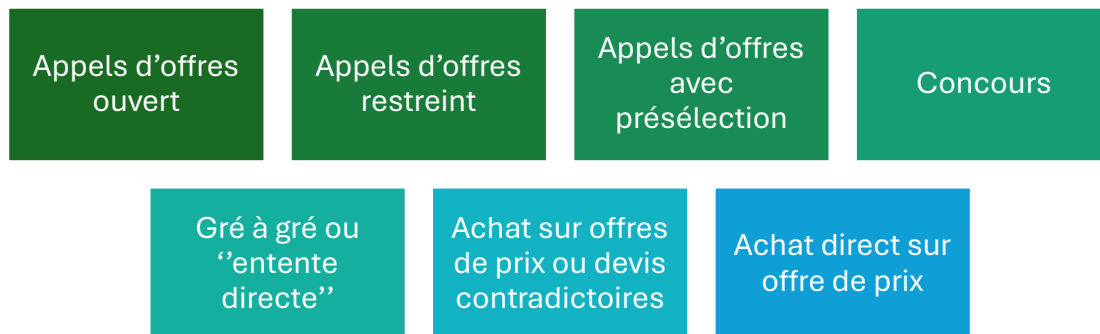 Appels d’offres
ouvert
Appels d’offres
restreint
Appels d’offres
avec
présélection
Concours
Gré à gré ou
‘’entente
directe’’
Achat sur offres
de prix ou devis
contradictoires
Achat direct sur
offre de prix